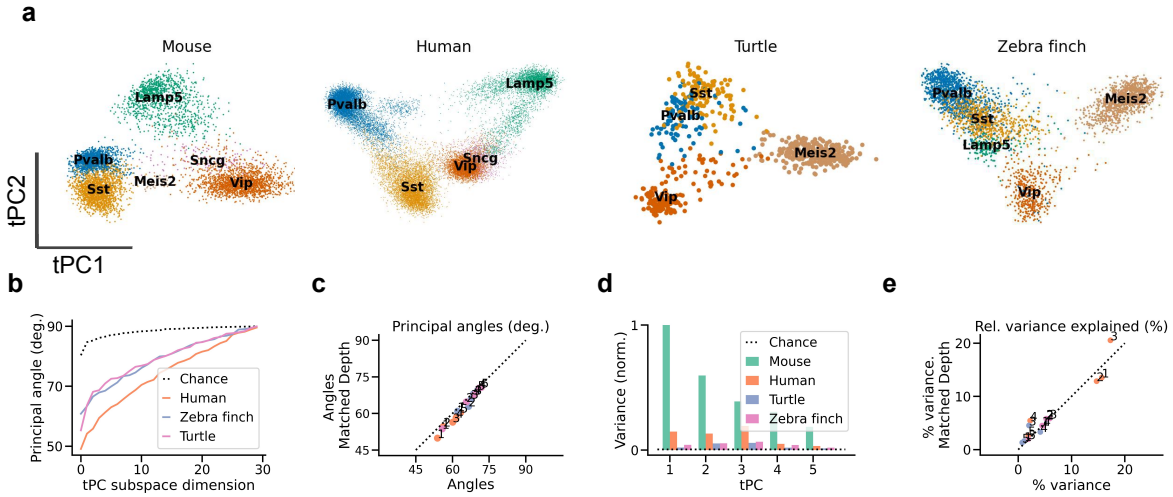 a
Mouse
Human
Turtle
Zebra finch
Lamp5
Pvalb
Sst
Sncg
Meis2
Vip
Pvalb
Lamp5
Sncg
Vip
Sst
Sst
Pvalb
Meis2
Vip
Pvalb
Sst
Lamp5
Meis2
Vip
tPC2
tPC1
b
Principal angle (deg.)
90
70
50
0
10
20
30
tPC subspace dimension
Chance
Human
Zebra finch
Turtle
c
Principal angles (deg.)
Angles
Matched Depth
90
75
60
45
45
60
75
90
Angles
d
Variance (norm.)
1
0
1
2
3
4
5
tPC
Chance
Mouse
Human
Turtle
Zebra finch
e
Rel. variance explained (%)
% variance.
Matched Depth
20
10
0
0
10
20
% variance
3
1
2
4